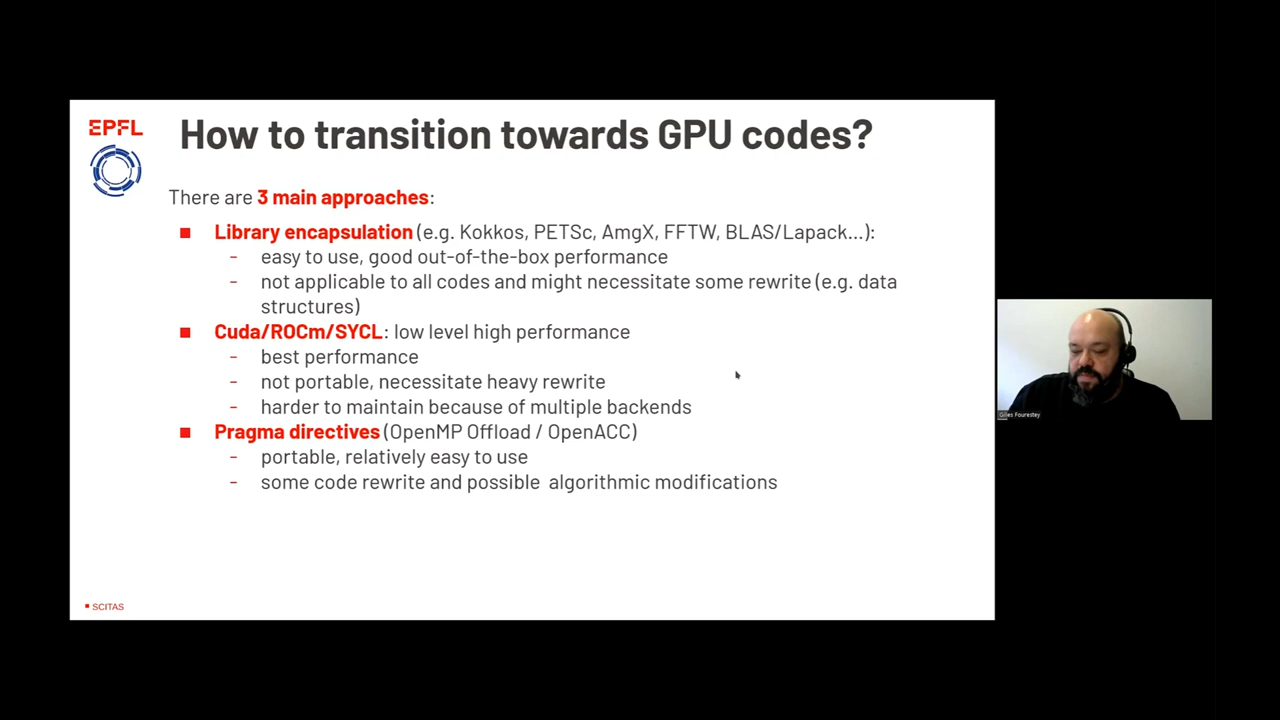 EPFL
How to transition towards GPU codes?
There are 3 main approaches:
■ Library encapsulation (e.g. Kokkos, PETSc, AmgX, FFTW, BLAS/Lapack...):
- easy to use, good out-of-the-box performance
- not applicable to all codes and might necessitate some rewrite (e.g. data
structures)
■ Cuda/ROCm/SYCL: low level high performance
- best performance
- not portable, necessitate heavy rewrite
- harder to maintain because of multiple backends
■ Pragma directives (OpenMP Offload / OpenACC)
- portable, relatively easy to use
- some code rewrite and possible  algorithmic modifications
Gilles Fourestey
■ SCITAS